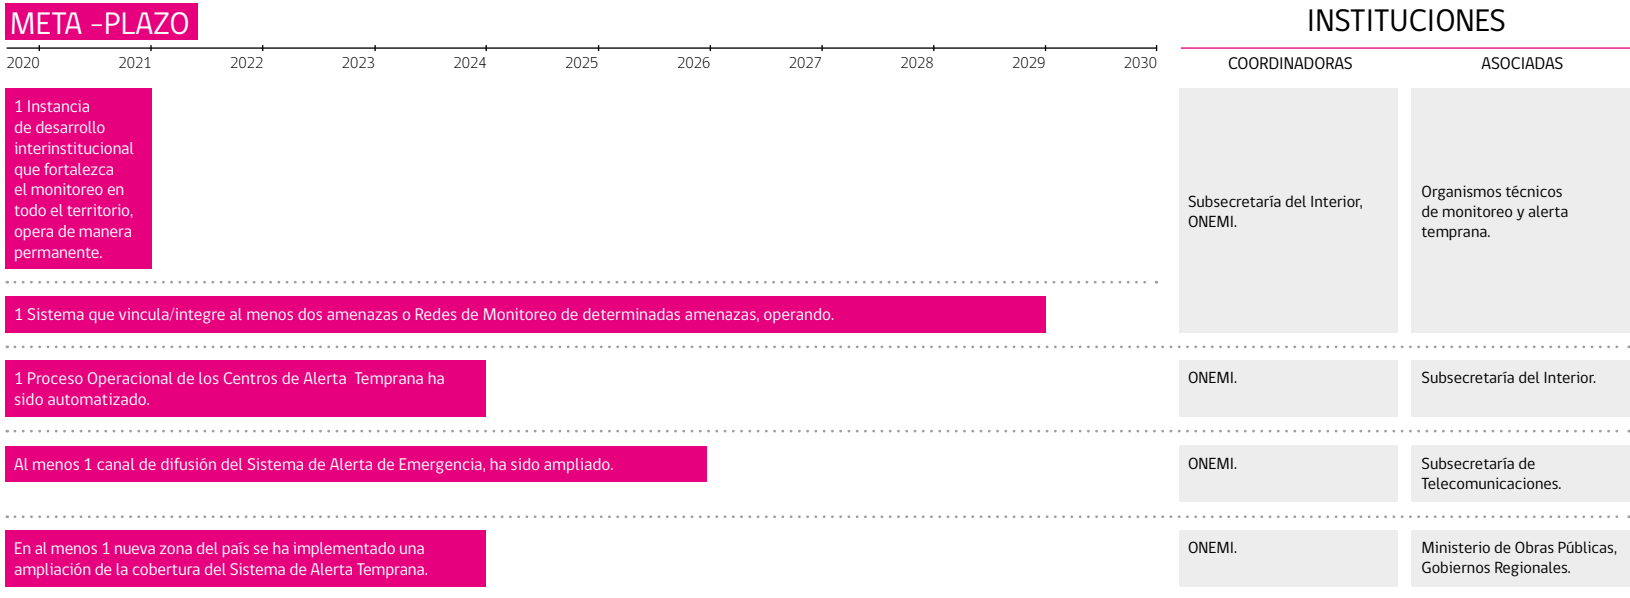 META -PLAZO
INSTITUCIONES
2020 2021 2022 2023 2024 2025 2026 2027 2028 2029 2030
COORDINADORAS
ASOCIADAS
1 Instancia
de desarrollo
interinstitucional
que fortalezca
el monitoreo en
todo el territorio,
opera de manera
permanente.
Subsecretaría del Interior,
ONEMI.
Organismos técnicos
de monitoreo y alerta
temprana.
1 Sistema que vincula/integre al menos dos amenazas o Redes de Monitoreo de determinadas amenazas, operando.
1 Proceso Operacional de los Centros de Alerta Temprana ha
sido automatizado.
ONEMI.
Subsecretaría del Interior.
Al menos 1 canal de difusión del Sistema de Alerta de Emergencia, ha sido ampliado.
ONEMI.
Subsecretaría de
Telecomunicaciones.
En al menos 1 nueva zona del país se ha implementado una
ampliación de la cobertura del Sistema de Alerta Temprana.
ONEMI.
Ministerio de Obras Públicas,
Gobiernos Regionales.